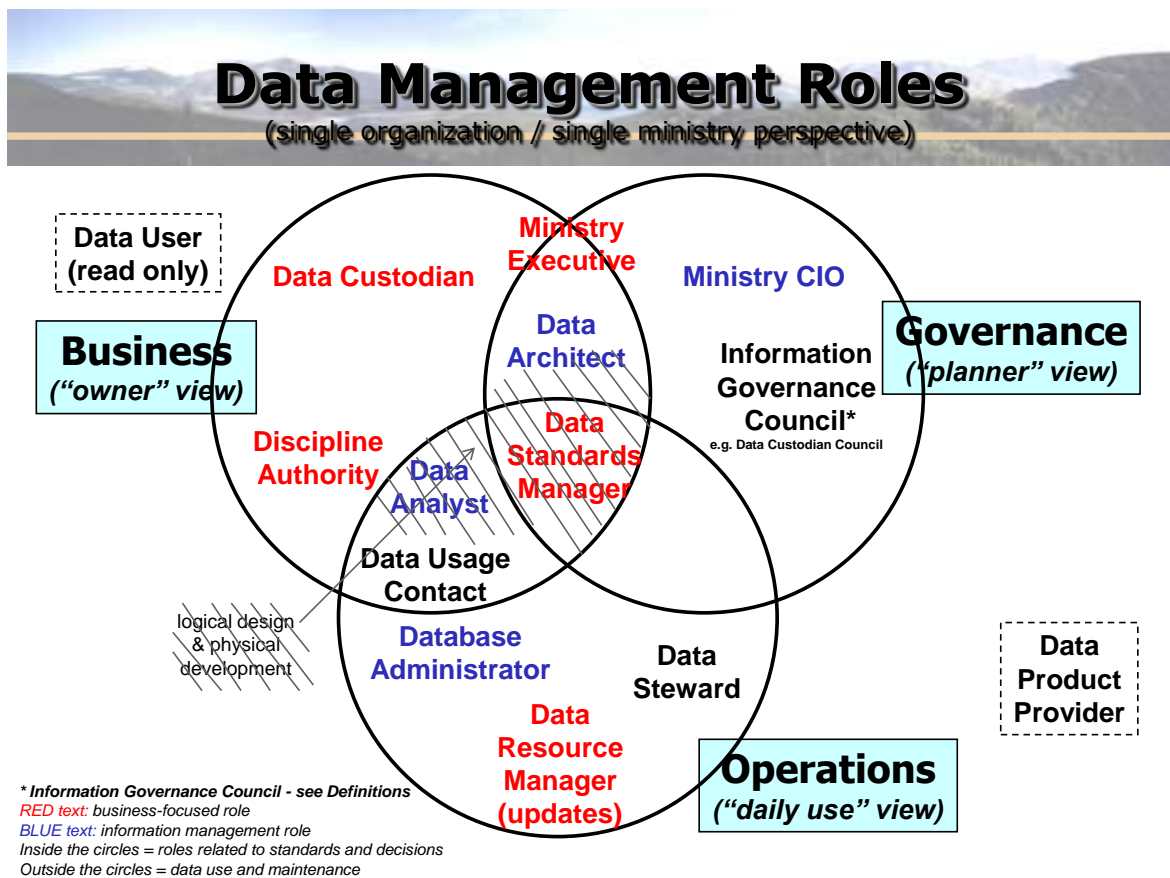 Data Management Roles
(single organization / single ministry perspective)
Data User
(read only)
Business
(“owner” view)
Data Custodian
Ministry
Executive
Ministry CIO
Governance
(“planner” view)
Data
Architect
Information
Governance
Council*
e.g. Data Custodian Council
Discipline
Authority
Data
Analyst
Data
Standards
Manager
Data Usage
Contact
logical design
& physical
development
Database
Administrator
Data
Steward
Data
Product
Provider
Data
Resource
Manager
(updates)
Operations
(“daily use” view)
* Information Governance Council - see Definitions
RED text: business-focused role
BLUE text: information management role
Inside the circles = roles related to standards and decisions
Outside the circles = data use and maintenance